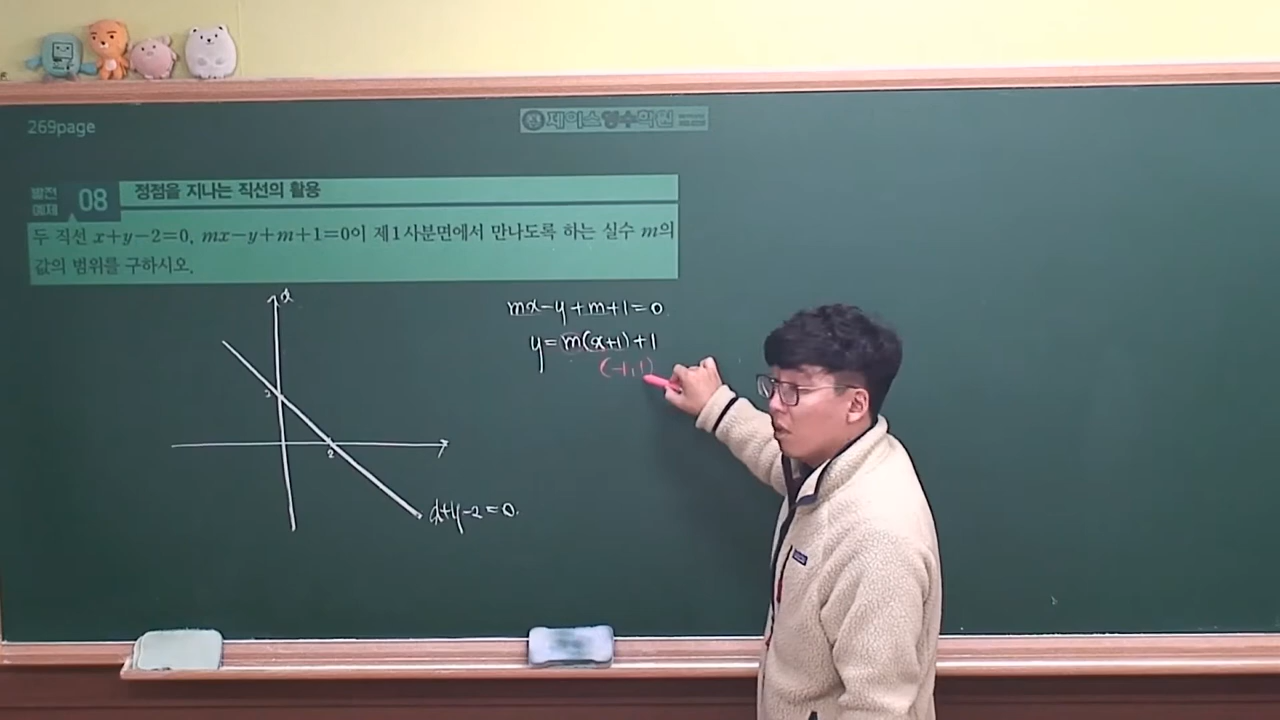 269page
제이스영수학원
발전
예제 08 정점을 지나는 직선의 활용
두 직선 x+y−2=0, mx−y+m+1=0이 제1사분면에서 만나도록 하는 실수 m의
값의 범위를 구하시오.
mx−y+m+1=0
y=m(x+1)+1
(−1,1)
2
x+y−2=0.